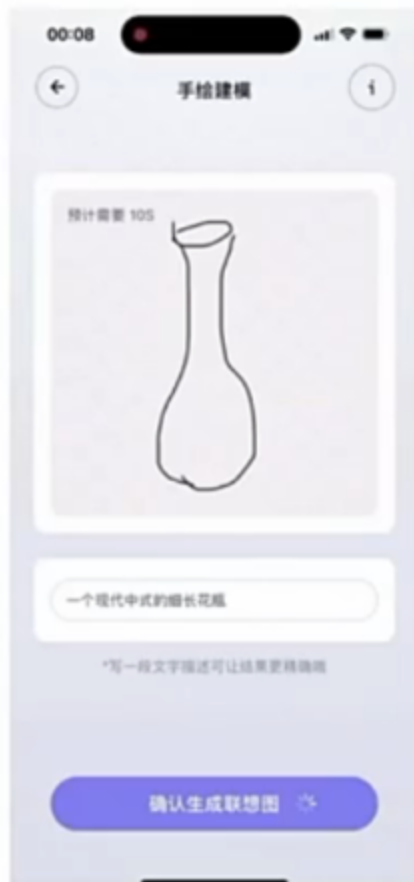 00:08
手绘建模
预计需要 10S
一个现代中式的细长花瓶
*写一段文字描述可让结果更精确哦
确认生成联想图